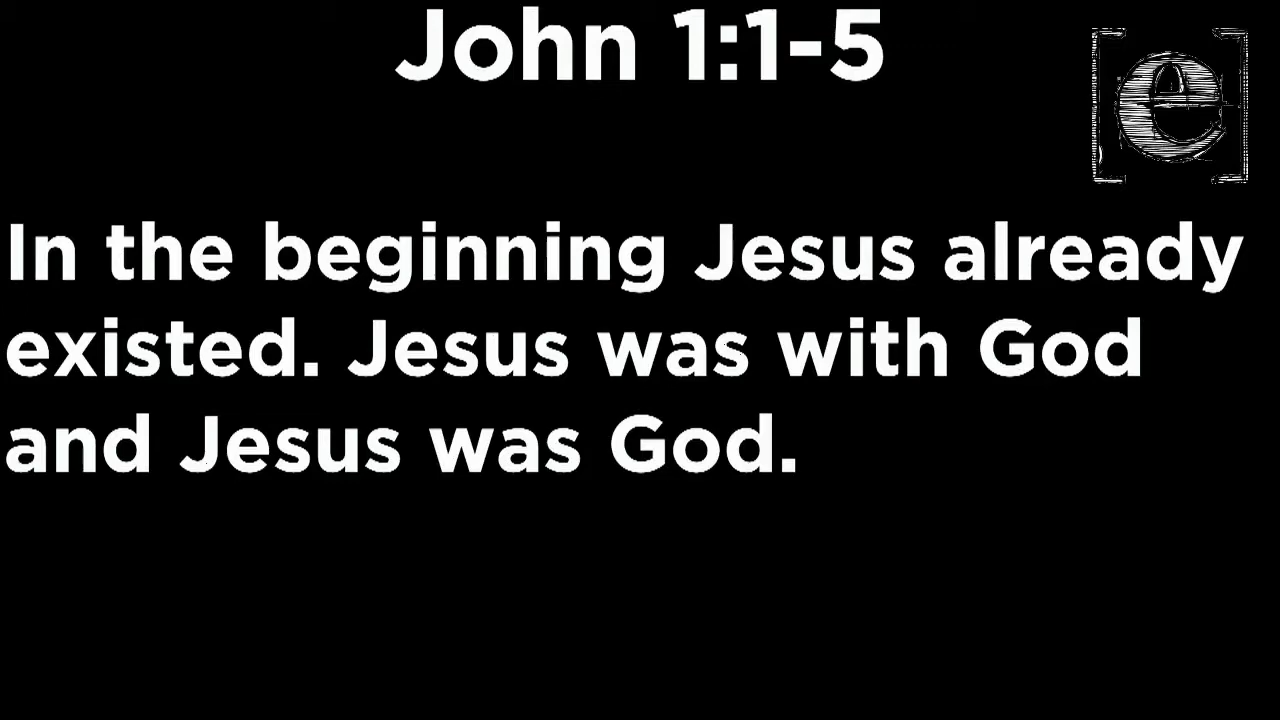 John 1:1-5
[e]
In the beginning Jesus already
existed. Jesus was with God
and Jesus was God.